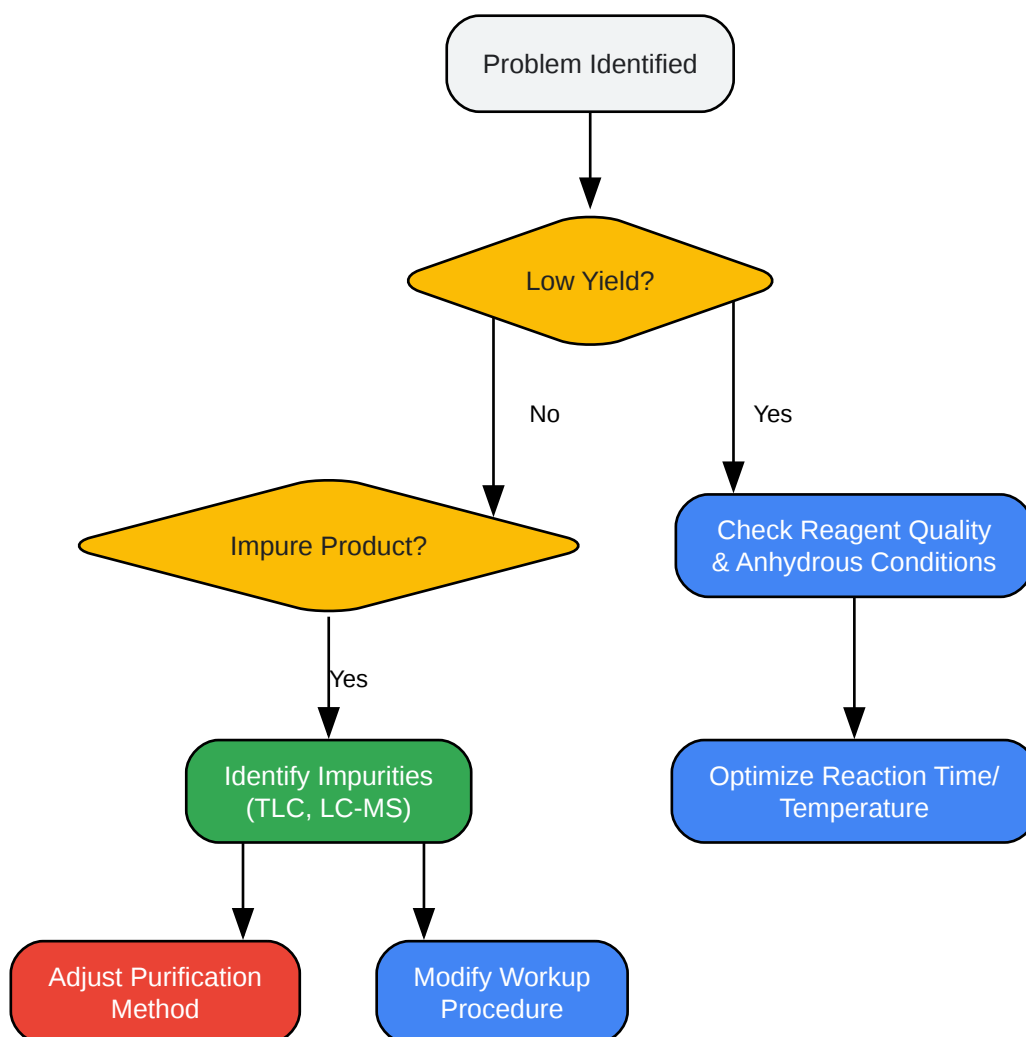 Problem Identified
Low Yield?
No
Yes
Impure Product?
Check Reagent Quality
& Anhydrous Conditions
Yes
Identify Impurities
(TLC, LC-MS)
Optimize Reaction Time/
Temperature
Adjust Purification
Method
Modify Workup
Procedure